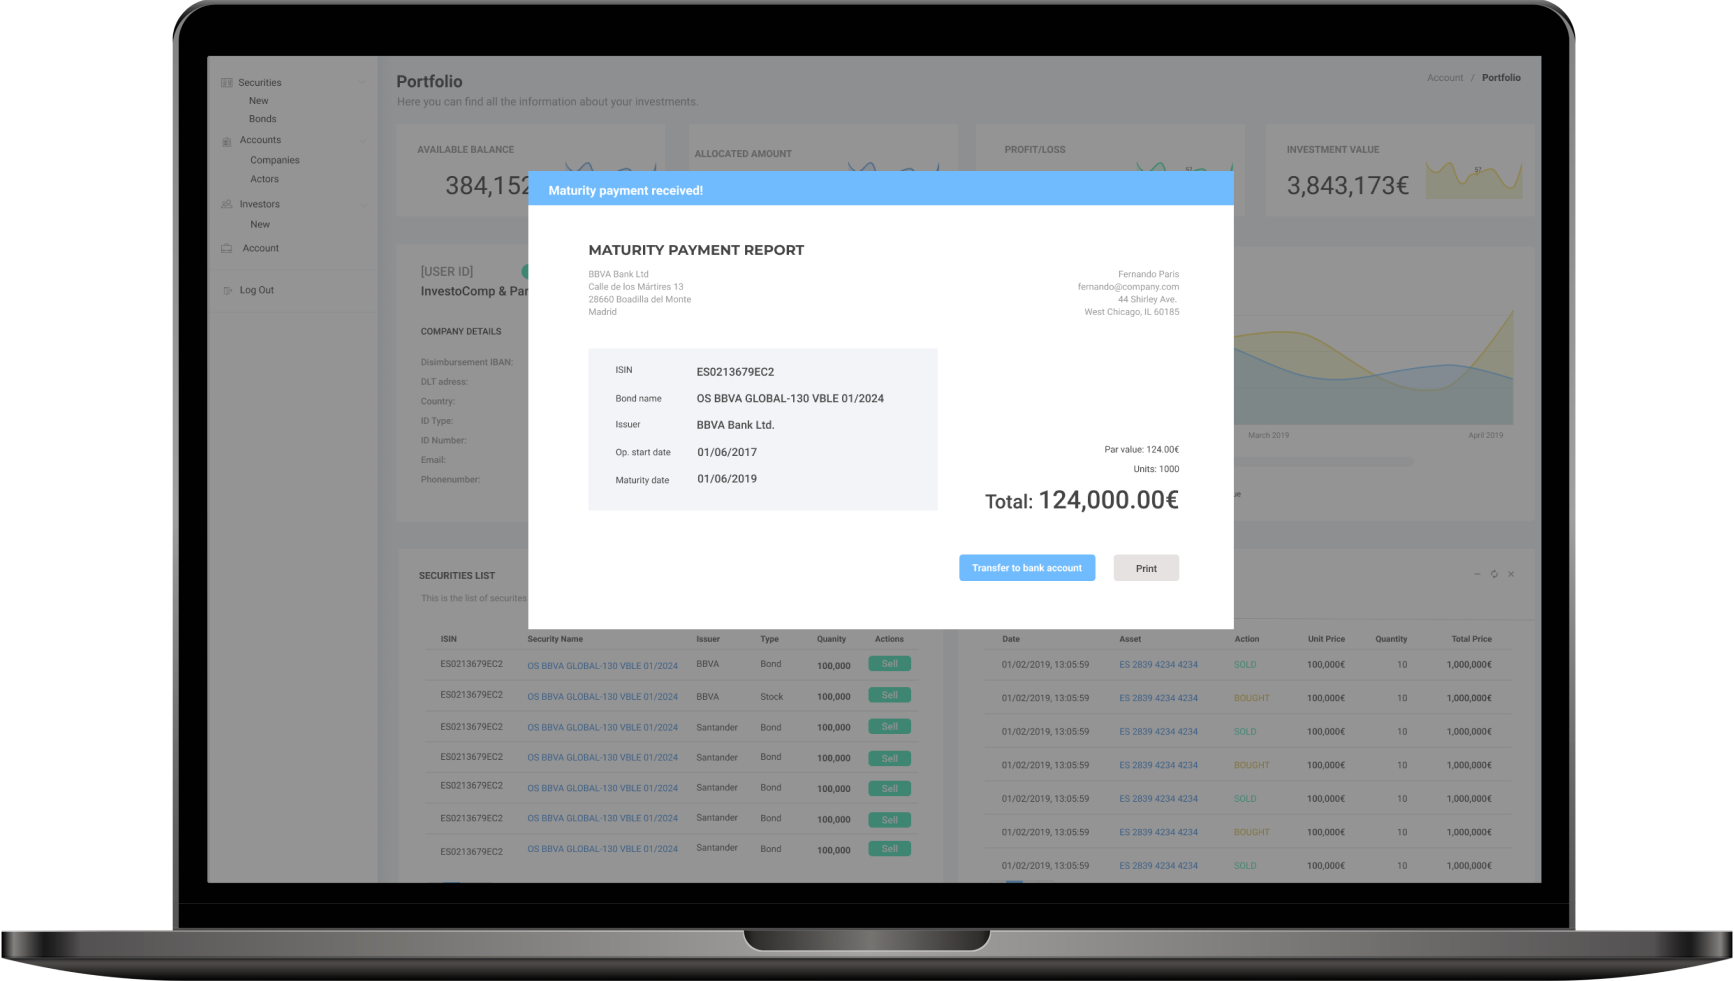 Securities
New
Bonds
Accounts
Companies
Actors
Investors
New
Account
Log Out
Portfolio
Here you can find all the information about your investments.
Account / Portfolio
AVAILABLE BALANCE
384,152
ALLOCATED AMOUNT
PROFIT/LOSS
57
INVESTMENT VALUE
3,843,173€
57
Maturity payment received!
MATURITY PAYMENT REPORT
BBVA Bank Ltd
Calle de los Mártires 13
28660 Boadilla del Monte
Madrid
Fernando Paris
fernando@company.com
44 Shirley Ave.
West Chicago, IL 60185
ISIN ES0213679EC2
Bond name OS BBVA GLOBAL-130 VBLE 01/2024
Issuer BBVA Bank Ltd.
Op. start date 01/06/2017
Maturity date 01/06/2019
Par value: 124.00€
Units: 1000
Total: 124,000.00€
Transfer to bank account
Print
[USER ID]
InvestoComp & Par
COMPANY DETAILS
Disimbursement IBAN:
DLT adress:
Country:
ID Type:
ID Number:
Email:
Phonenumber:
March 2019 April 2019
SECURITIES LIST
This is the list of securites
ISIN Security Name Issuer Type Quanity Actions
ES0213679EC2 OS BBVA GLOBAL-130 VBLE 01/2024 BBVA Bond 100,000 Sell
ES0213679EC2 OS BBVA GLOBAL-130 VBLE 01/2024 BBVA Stock 100,000 Sell
ES0213679EC2 OS BBVA GLOBAL-130 VBLE 01/2024 Santander Bond 100,000 Sell
ES0213679EC2 OS BBVA GLOBAL-130 VBLE 01/2024 Santander Bond 100,000 Sell
ES0213679EC2 OS BBVA GLOBAL-130 VBLE 01/2024 Santander Bond 100,000 Sell
ES0213679EC2 OS BBVA GLOBAL-130 VBLE 01/2024 Santander Bond 100,000 Sell
ES0213679EC2 OS BBVA GLOBAL-130 VBLE 01/2024 Santander Bond 100,000 Sell
Date Asset Action Unit Price Quantity Total Price
01/02/2019, 13:05:59 ES 2839 4234 4234 SOLD 100,000€ 10 1,000,000€
01/02/2019, 13:05:59 ES 2839 4234 4234 BOUGHT 100,000€ 10 1,000,000€
01/02/2019, 13:05:59 ES 2839 4234 4234 SOLD 100,000€ 10 1,000,000€
01/02/2019, 13:05:59 ES 2839 4234 4234 BOUGHT 100,000€ 10 1,000,000€
01/02/2019, 13:05:59 ES 2839 4234 4234 SOLD 100,000€ 10 1,000,000€
01/02/2019, 13:05:59 ES 2839 4234 4234 BOUGHT 100,000€ 10 1,000,000€
01/02/2019, 13:05:59 ES 2839 4234 4234 SOLD 100,000€ 10 1,000,000€